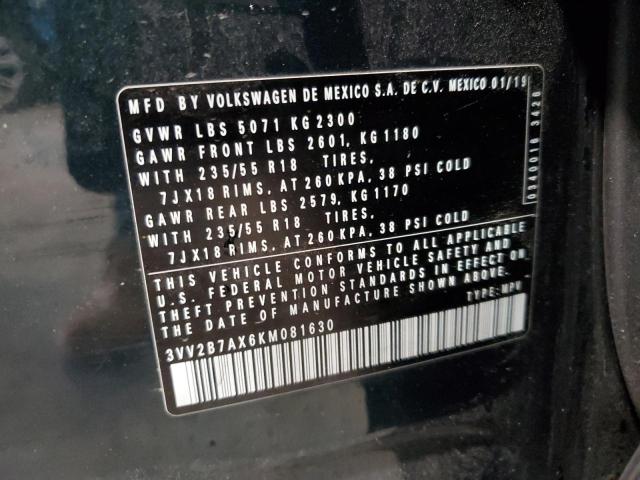 MFD BY VOLKSWAGEN DE MEXICO S.A. DE C.V. MEXICO 01/19
GVWR LBS 5071 KG 2300
GAWR FRONT LBS 2601, KG 1180
WITH 235/55 R18 TIRES,
7JX18 RIMS, AT 260 KPA, 38 PSI COLD
GAWR REAR LBS 2579, KG 1170
WITH 235/55 R18 TIRES,
7JX18 RIMS, AT 260 KPA, 38 PSI COLD
THIS VEHICLE CONFORMS TO ALL APPLICABLE
U.S. FEDERAL MOTOR VEHICLE SAFETY AND
THEFT PREVENTION STANDARDS IN EFFECT ON
THE DATE OF MANUFACTURE SHOWN ABOVE.
TYPE: MPV
3VV2B7AX6KM081630
0340018 3428